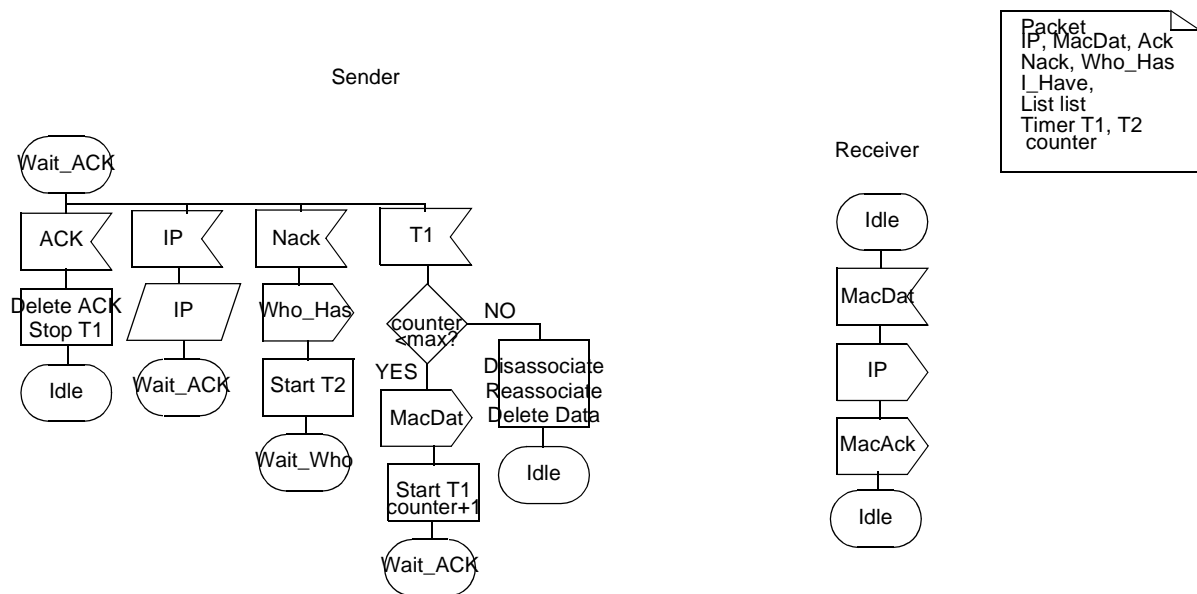 Sender
Wait_ACK
ACK
Delete ACK
Stop T1
Idle
IP
IP
Wait_ACK
Nack
Who_Has
Start T2
Wait_Who
T1
counter
<max?
NO
YES
MacDat
Start T1
counter+1
Wait_ACK
Disassociate
Reassociate
Delete Data
Idle
Receiver
Idle
MacDat
IP
MacAck
Idle
Packet
IP, MacDat, Ack
Nack, Who_Has
I_Have,
List list
Timer T1, T2
counter